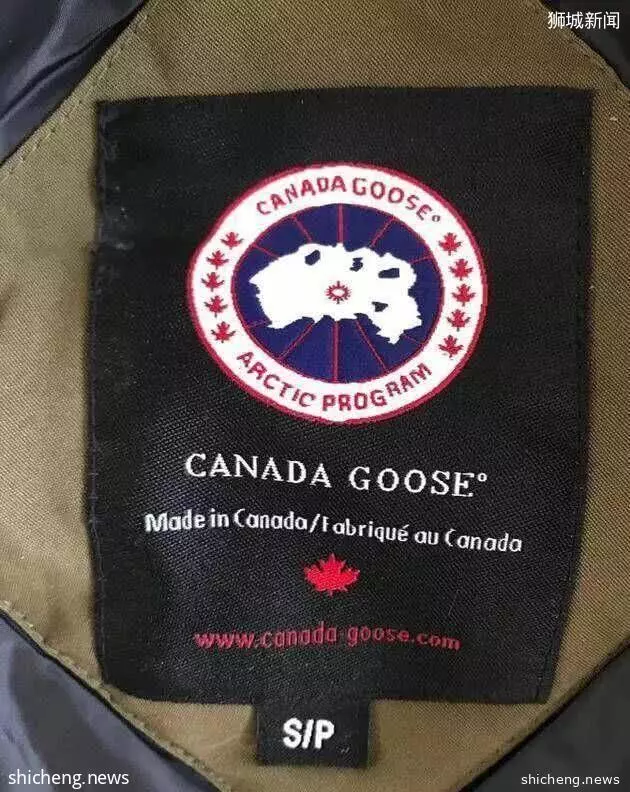 狮城新闻
CANADA GOOSE®
ARCTIC PROGRAM
CANADA GOOSE®
Made in Canada/Fabriqué au Canada
www.canada-goose.com
S/P
shicheng.news
shicheng.news